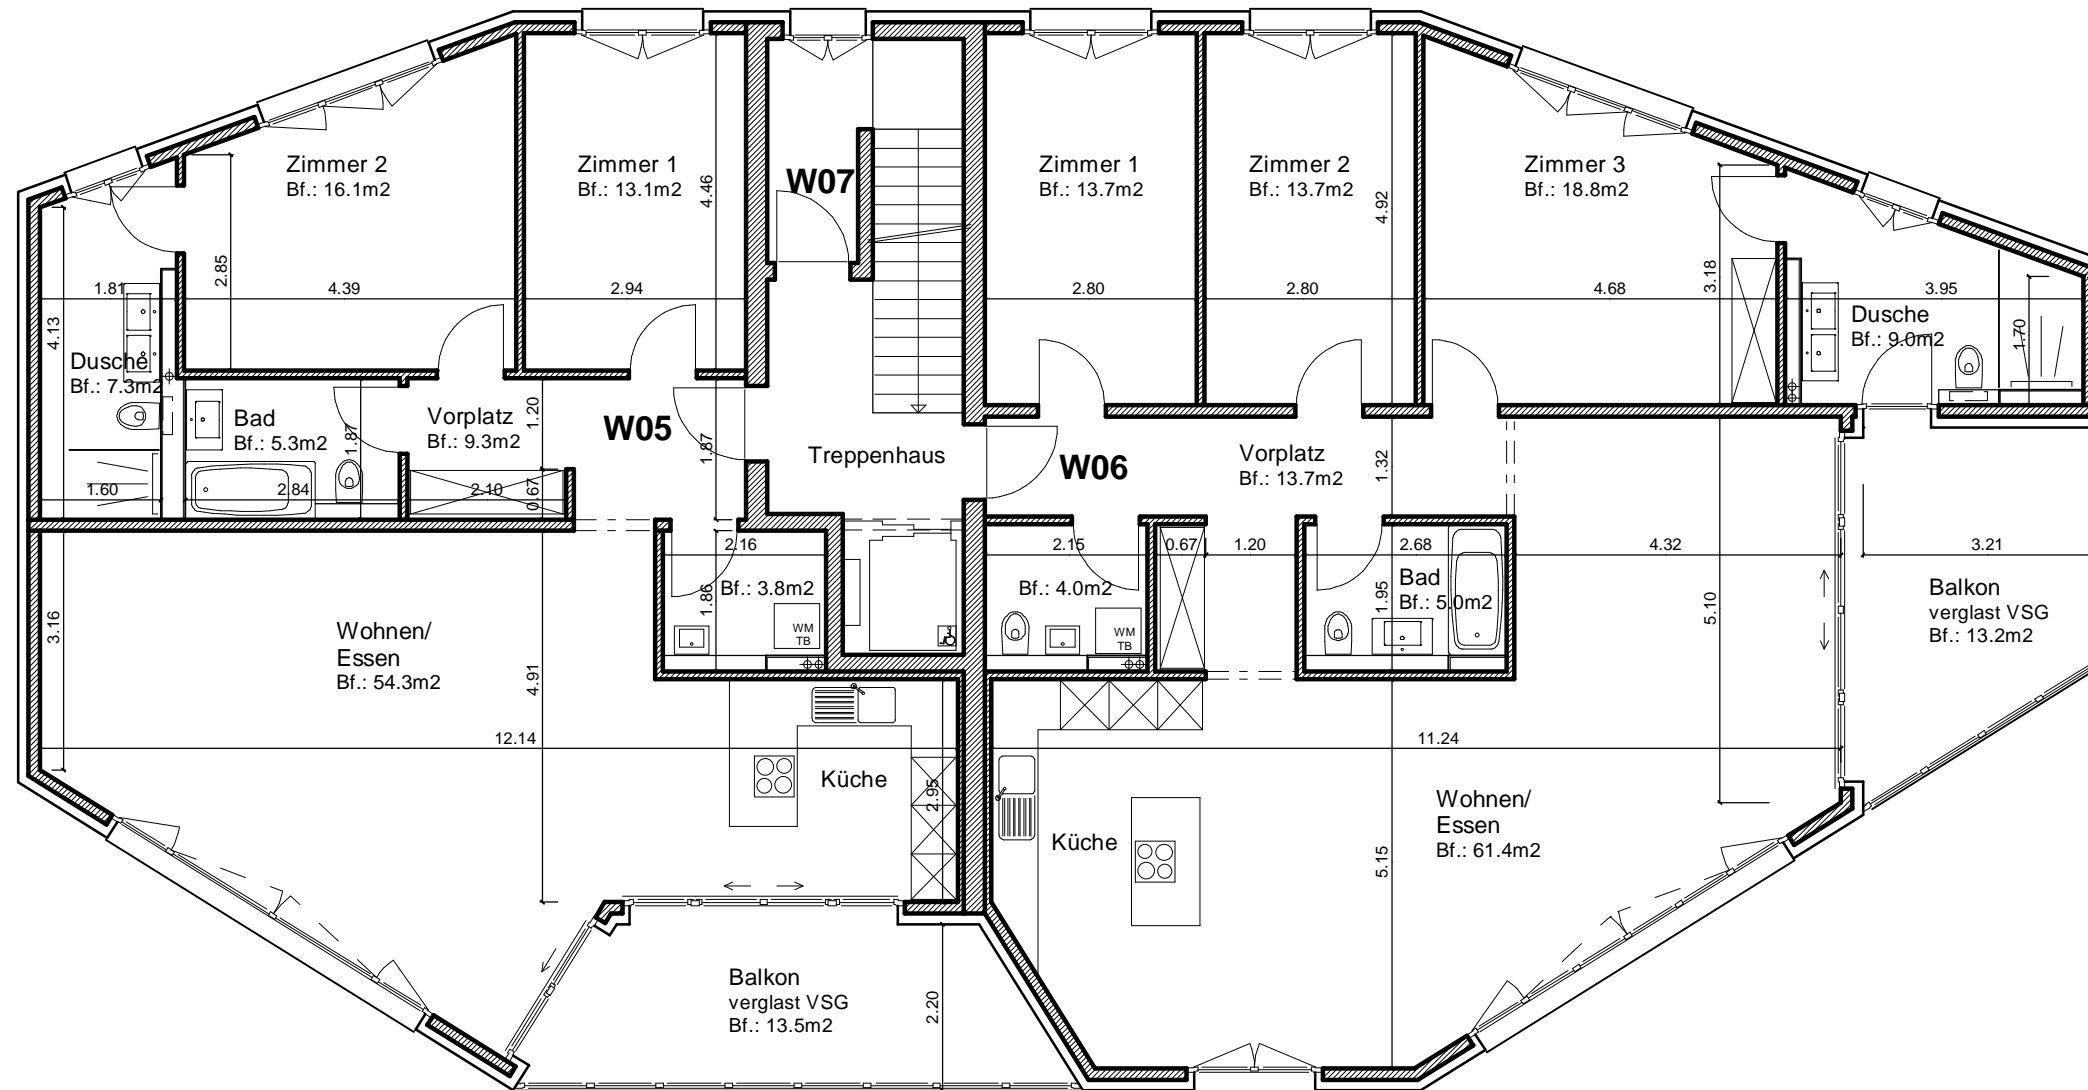 Zimmer 2
Bf.: 16.1m2
Zimmer 1
Bf.: 13.1m2
W07
Zimmer 1
Bf.: 13.7m2
Zimmer 2
Bf.: 13.7m2
Zimmer 3
Bf.: 18.8m2
4.46
4.92
2.85
3.18
1.81
4.39
2.94
2.80
2.80
4.68
3.95
4.13
1.70
Dusche
Bf.: 7.3m2
Dusche
Bf.: 9.0m2
Bad
Bf.: 5.3m2
1.87
Vorplatz
Bf.: 9.3m2
1.20
W05
1.87
Treppenhaus
W06
Vorplatz
Bf.: 13.7m2
1.32
1.60
2.84
2.10
0.67
2.16
2.15
0.67
1.20
2.68
4.32
3.21
Bf.: 3.8m2
1.86
WM
TB
Bf.: 4.0m2
WM
TB
1.95
Bad
Bf.: 5.0m2
5.10
Balkon
verglast VSG
Bf.: 13.2m2
3.16
Wohnen/
Essen
Bf.: 54.3m2
4.91
12.14
11.24
Küche
2.95
Küche
Wohnen/
Essen
Bf.: 61.4m2
5.15
Balkon
verglast VSG
Bf.: 13.5m2
2.20